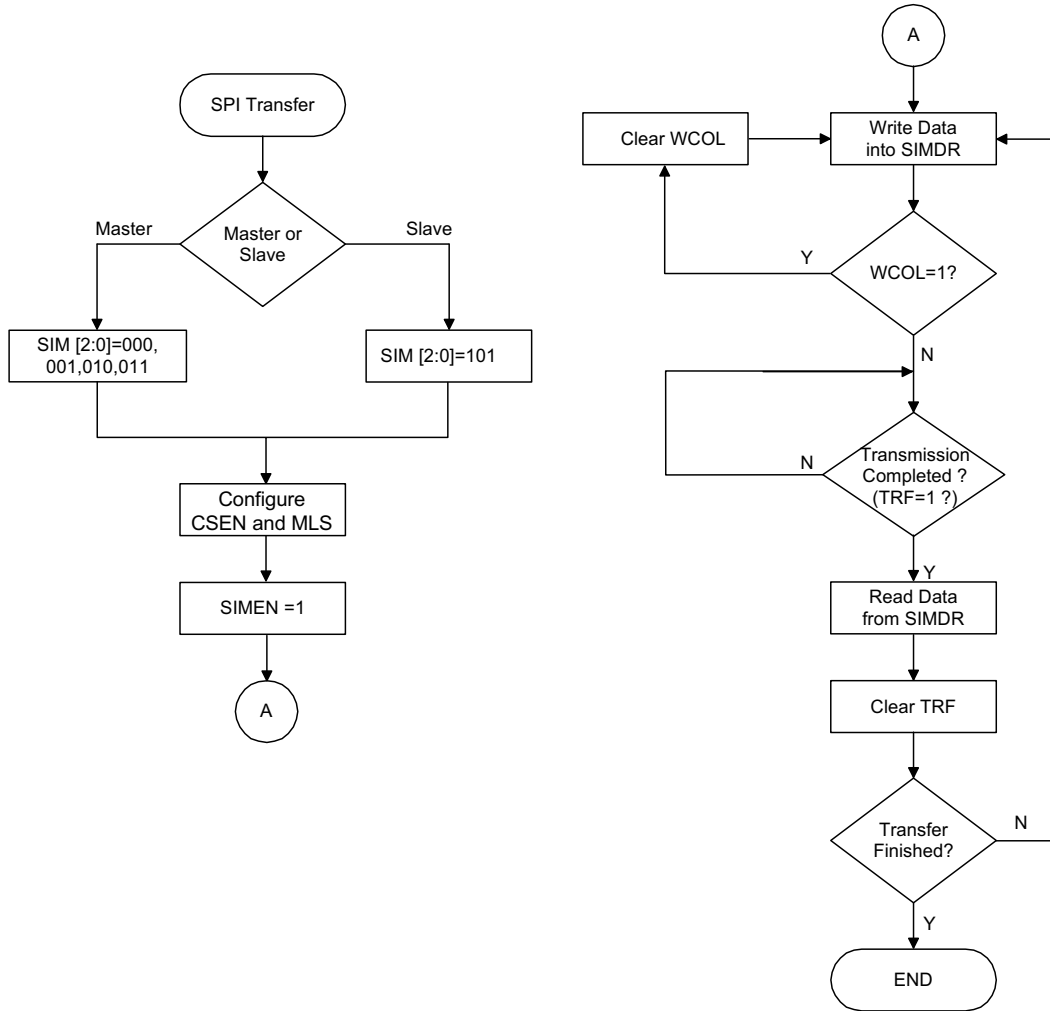 SPI Transfer
Master or
Slave
Master
Slave
SIM [2:0]=000,
001,010,011
SIM [2:0]=101
Configure
CSEN and MLS
SIMEN =1
A
A
Clear WCOL
Write Data
into SIMDR
WCOL=1?
Y
N
Transmission
Completed ?
(TRF=1 ?)
N
Y
Read Data
from SIMDR
Clear TRF
Transfer
Finished?
N
Y
END